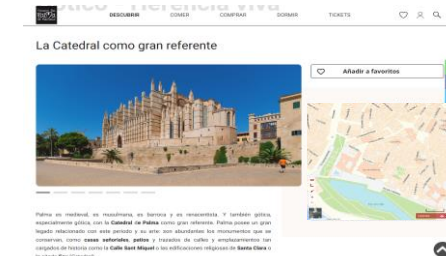 DESCUBRIR COMER COMPRAR DORMIR TICKETS
La Catedral como gran referente
Añadir a favoritos
Palma es medieval, es musulmana, es barroca y es renacentista. Y también gótica,
especialmente gótica, con la Catedral de Palma como gran referente. Palma posee un gran
legado relacionado con este periodo y su arte: son abundantes los monumentos que se
conservan, como casas señoriales, patios y trazados de calles y emplazamientos tan
cargados de historia como la Calle Sant Miquel o las edificaciones religiosas de Santa Clara o